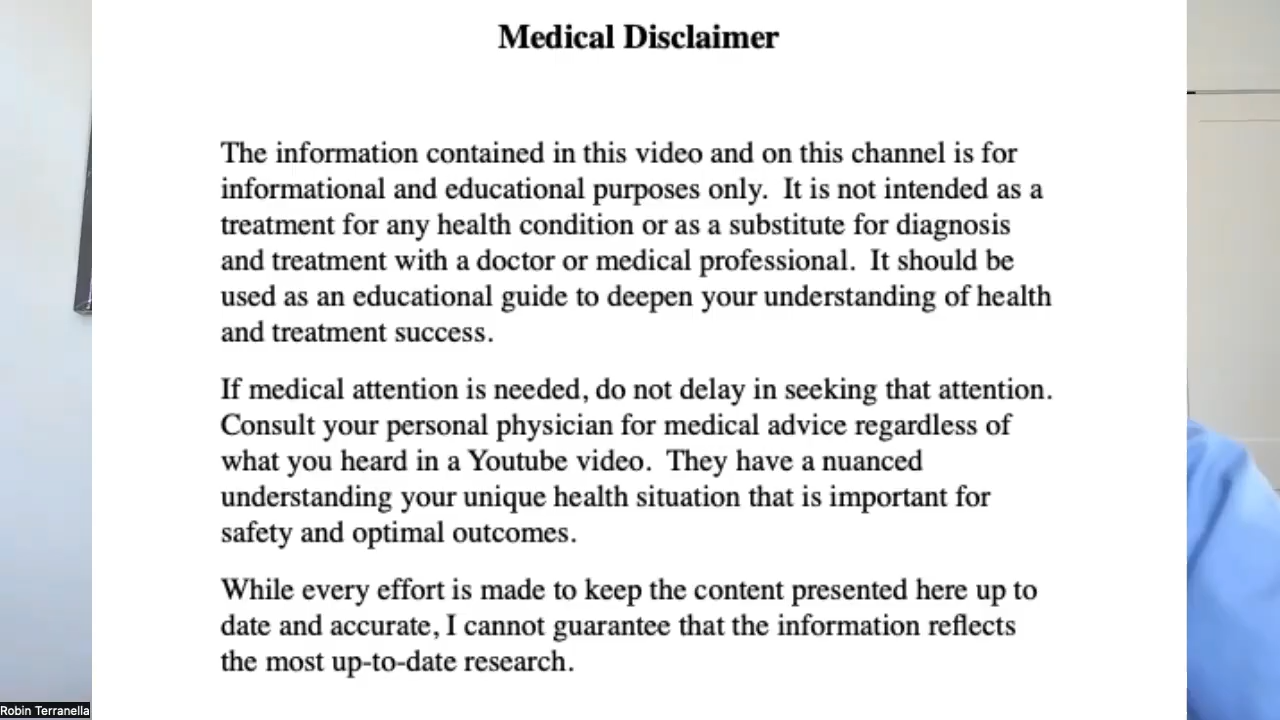 Medical Disclaimer
The information contained in this video and on this channel is for
informational and educational purposes only.  It is not intended as a
treatment for any health condition or as a substitute for diagnosis
and treatment with a doctor or medical professional.  It should be
used as an educational guide to deepen your understanding of health
and treatment success.
If medical attention is needed, do not delay in seeking that attention.
Consult your personal physician for medical advice regardless of
what you heard in a Youtube video.  They have a nuanced
understanding your unique health situation that is important for
safety and optimal outcomes.
While every effort is made to keep the content presented here up to
date and accurate, I cannot guarantee that the information reflects
the most up-to-date research.
Robin Terranella